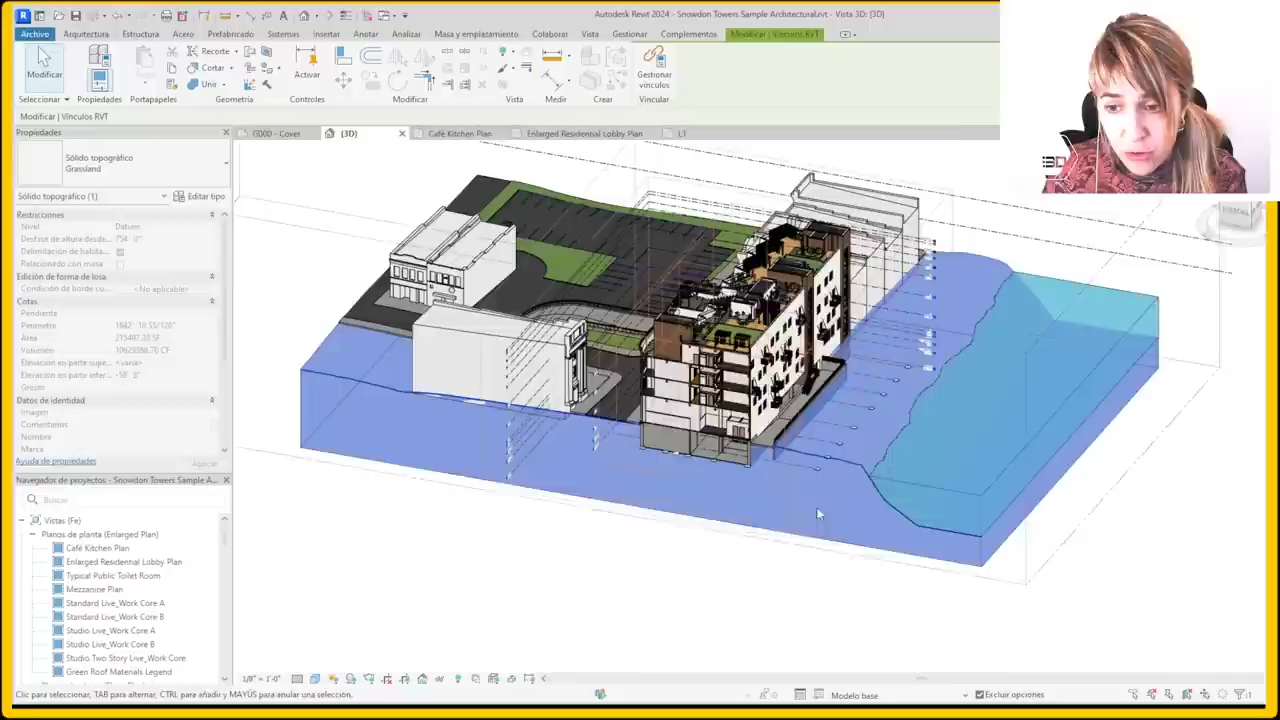 Autodesk Revit 2024 - Snowdon Towers Sample Architectural.rvt - Vista 3D: {3D}
Archivo Arquitectura Estructura Acero Prefabricado Sistemas Insertar Anotar Analizar Masa y emplazamiento Colaborar Vista Gestionar Complementos Modificar | Vínculos RVT
Recorte
Cortar
Unir
Modificar
Activar
Gestionar vínculos
Seleccionar Propiedades Portapapeles Geometría Controles Modificar Vista Medir Crear Vincular
Modificar | Vínculos RVT
Propiedades
G000 - Cover
{3D}
Café Kitchen Plan
Enlarged Residential Lobby Plan
L1
Sólido topográfico
Grassland
Sólido topográfico (1)
Editar tipo
Restricciones
Nivel Datum
Desfase de altura desde...
Delimitación de habita...
Relacionado con masa
Edición de forma de losa
Condición de borde cu... <No aplicable>
Cotas
Pendiente
Perímetro
Área
Volumen
Elevación en parte supe... <varía>
Elevación en parte infer...
Grosor
Datos de identidad
Imagen
Comentarios
Nombre
Marca
Ayuda de propiedades
Navegador de proyectos - Snowdon Towers Sample A...
Buscar
Vistas (Fe)
Planos de planta (Enlarged Plan)
Café Kitchen Plan
Enlarged Residential Lobby Plan
Typical Public Toilet Room
Mezzanine Plan
Standard Live_Work Core A
Standard Live_Work Core B
Studio Live_Work Core A
Studio Live_Work Core B
Studio Two Story Live_Work Core
Green Roof Materials Legend
1/8" = 1'-0"
Clic para seleccionar, TAB para alternar, CTRL para añadir y MAYÚS para anular una selección.
Modelo base
Excluir opciones